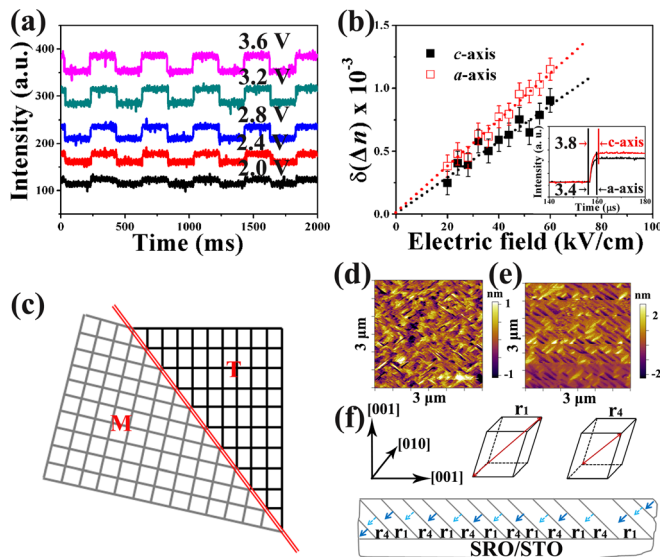 (a)
400
300
200
100
Intensity (a.u.)
3.6 V
3.2 V
2.8 V
2.4 V
2.0 V
0 500 1000 1500 2000
Time (ms)
(b)
1.5
1.0
0.5
0.0
δ(Δn) x 10⁻³
c-axis
a-axis
Intensity (a. u.)
3.8
c-axis
3.4
a-axis
140 160 180
Time (μs)
0 20 40 60 80 100
Electric field (kV/cm)
(c)
T
M
(d)
nm
1
-1
3 μm
3 μm
(e)
nm
2
-2
3 μm
3 μm
(f)
[001]
[010]
[001]
r₁
r₄
r₄ r₁ r₄ r₁ r₄ r₁ r₄ r₁ r₄ r₁
SRO/STO